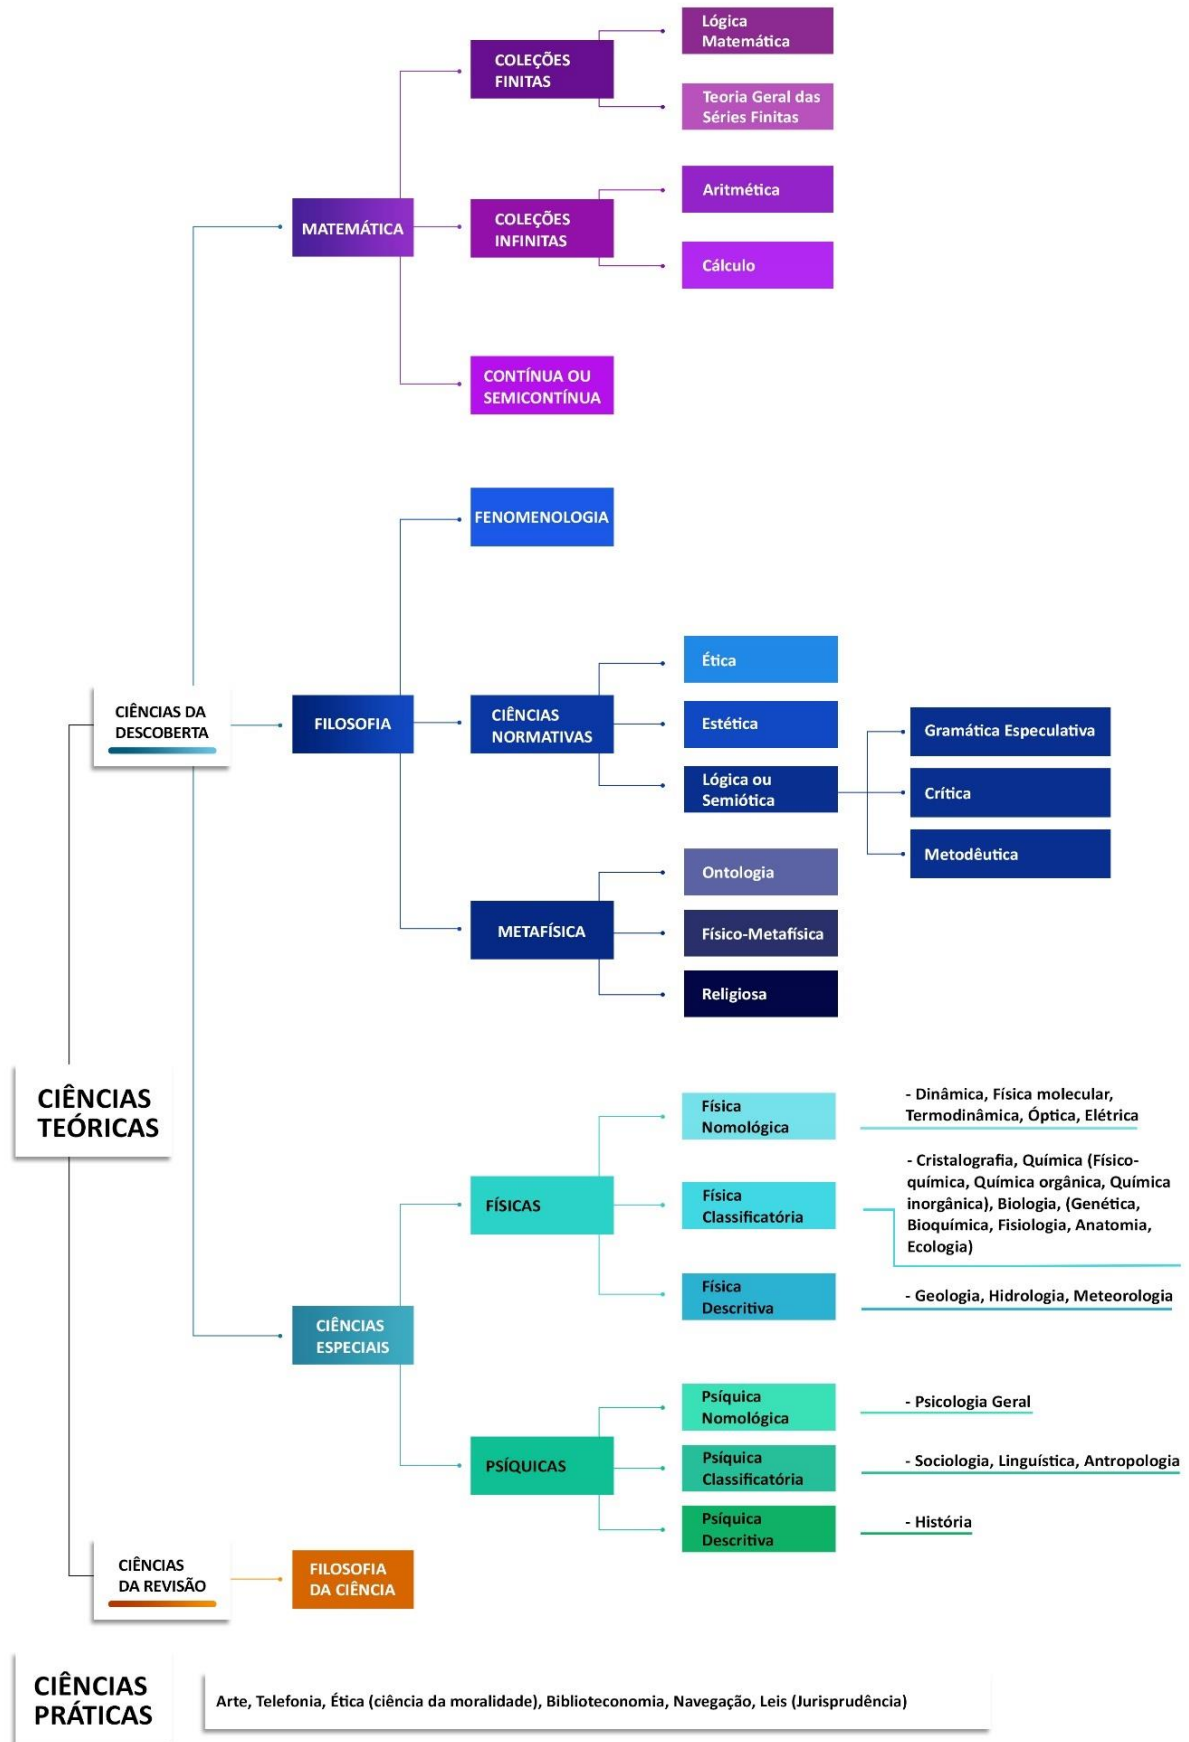 Lógica
Matemática
COLEÇÕES
FINITAS
Teoria Geral das
Séries Finitas
Aritmética
MATEMÁTICA
COLEÇÕES
INFINITAS
Cálculo
CONTÍNUA OU
SEMICONTÍNUA
FENOMENOLOGIA
Ética
CIÊNCIAS DA
DESCOBERTA
FILOSOFIA
CIÊNCIAS
NORMATIVAS
Estética
Gramática Especulativa
Lógica ou
Semiótica
Crítica
Metodêutica
Ontologia
METAFÍSICA
Físico-Metafísica
Religiosa
CIÊNCIAS
TEÓRICAS
Física
Nomológica
- Dinâmica, Física molecular,
Termodinâmica, Óptica, Elétrica
FÍSICAS
Física
Classificatória
- Cristalografia, Química (Físico-
química, Química orgânica, Química
inorgânica), Biologia, (Genética,
Bioquímica, Fisiologia, Anatomia,
Ecologia)
Física
Descritiva
- Geologia, Hidrologia, Meteorologia
CIÊNCIAS
ESPECIAIS
Psíquica
Nomológica
- Psicologia Geral
PSÍQUICAS
Psíquica
Classificatória
- Sociologia, Linguística, Antropologia
Psíquica
Descritiva
- História
CIÊNCIAS
DA REVISÃO
FILOSOFIA
DA CIÊNCIA
CIÊNCIAS
PRÁTICAS
Arte, Telefonia, Ética (ciência da moralidade), Biblioteconomia, Navegação, Leis (Jurisprudência)